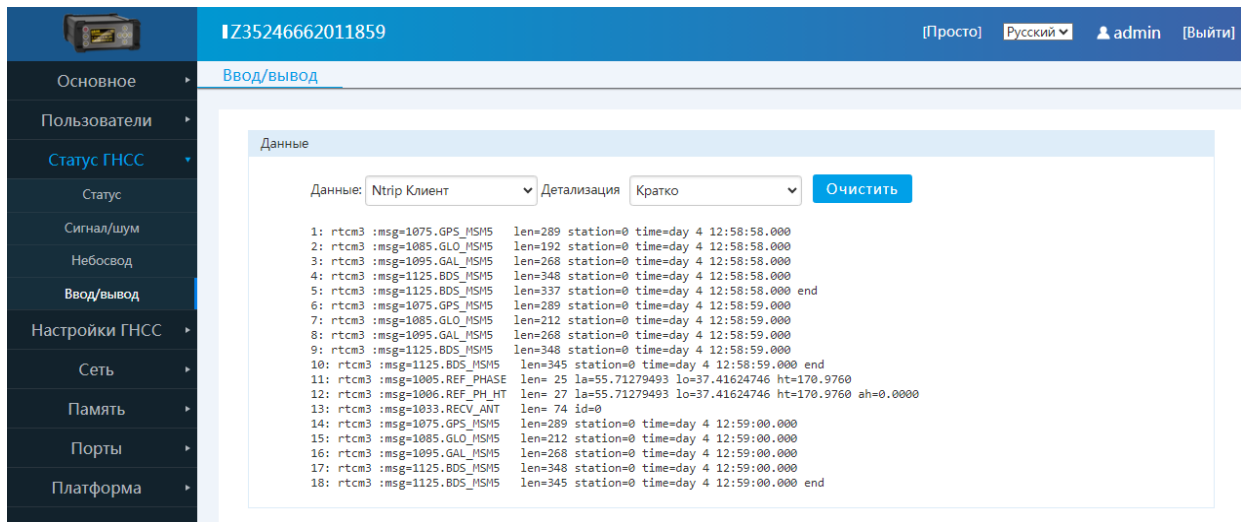 Z35246662011859 [Просто] Русский admin [Выйти]
Основное
Пользователи
Статус ГНСС
Статус
Сигнал/шум
Небосвод
Ввод/вывод
Настройки ГНСС
Сеть
Память
Порты
Платформа
Ввод/вывод
Данные
Данные: Ntrip Клиент Детализация Кратко Очистить
1: rtcm3 :msg=1075.GPS_MSM5 len=289 station=0 time=day 4 12:58:58.000
2: rtcm3 :msg=1085.GLO_MSM5 len=192 station=0 time=day 4 12:58:58.000
3: rtcm3 :msg=1095.GAL_MSM5 len=268 station=0 time=day 4 12:58:58.000
4: rtcm3 :msg=1125.BDS_MSM5 len=348 station=0 time=day 4 12:58:58.000
5: rtcm3 :msg=1125.BDS_MSM5 len=337 station=0 time=day 4 12:58:58.000 end
6: rtcm3 :msg=1075.GPS_MSM5 len=289 station=0 time=day 4 12:58:59.000
7: rtcm3 :msg=1085.GLO_MSM5 len=212 station=0 time=day 4 12:58:59.000
8: rtcm3 :msg=1095.GAL_MSM5 len=268 station=0 time=day 4 12:58:59.000
9: rtcm3 :msg=1125.BDS_MSM5 len=348 station=0 time=day 4 12:58:59.000
10: rtcm3 :msg=1125.BDS_MSM5 len=345 station=0 time=day 4 12:58:59.000 end
11: rtcm3 :msg=1005.REF_PHASE len= 25 la=55.71279493 lo=37.41624746 ht=170.9760
12: rtcm3 :msg=1006.REF_PH_HT len= 27 la=55.71279493 lo=37.41624746 ht=170.9760 ah=0.0000
13: rtcm3 :msg=1033.RECV_ANT len= 74 id=0
14: rtcm3 :msg=1075.GPS_MSM5 len=289 station=0 time=day 4 12:59:00.000
15: rtcm3 :msg=1085.GLO_MSM5 len=212 station=0 time=day 4 12:59:00.000
16: rtcm3 :msg=1095.GAL_MSM5 len=268 station=0 time=day 4 12:59:00.000
17: rtcm3 :msg=1125.BDS_MSM5 len=348 station=0 time=day 4 12:59:00.000
18: rtcm3 :msg=1125.BDS_MSM5 len=345 station=0 time=day 4 12:59:00.000 end